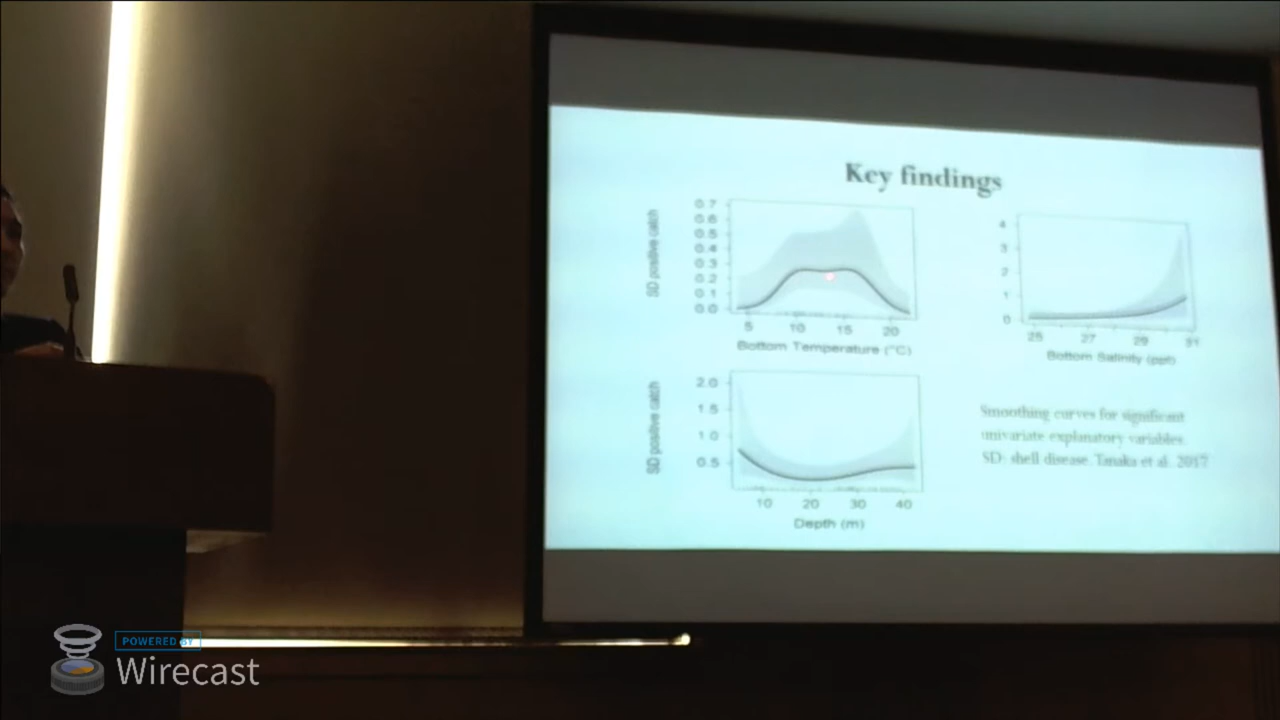 Key findings
SD positive catch
0.7
0.6
0.5
0.4
0.3
0.2
0.1
0.0
5 10 15 20
Bottom Temperature (°C)
4
3
2
1
0
25 27 29 31
Bottom Salinity (ppt)
SD positive catch
2.0
1.5
1.0
0.5
10 20 30 40
Depth (m)
Smoothing curves for significant
univariate explanatory variables.
SD: shell disease. Tanaka et al. 2017
POWERED BY
Wirecast